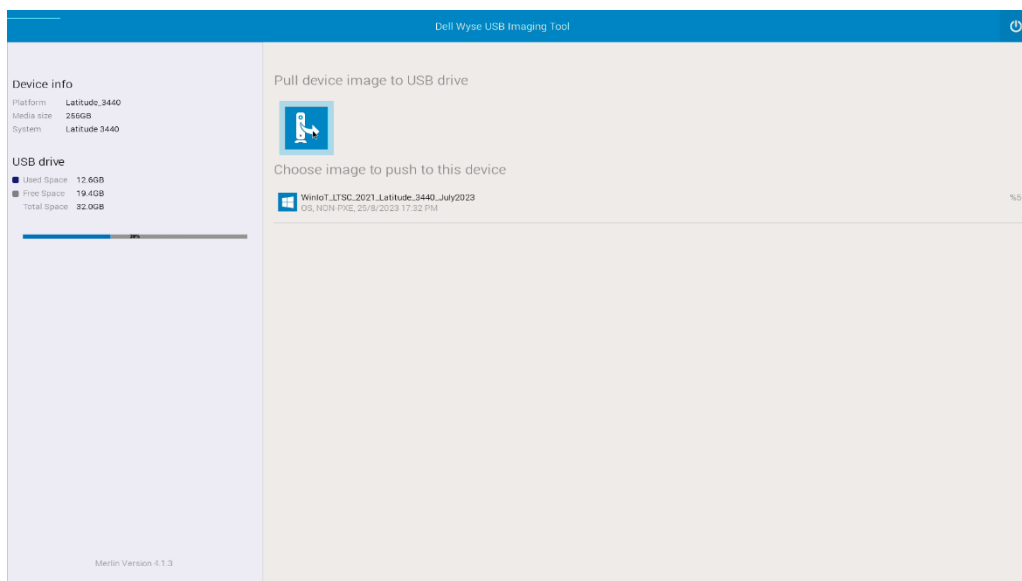 Dell Wyse USB Imaging Tool
Device info
Platform Latitude_3440
Media size 256GB
System Latitude 3440
USB drive
Used Space 12.6GB
Free Space 19.4GB
Total Space 32.0GB
39%
Merlin Version 4.1.3
Pull device image to USB drive
Choose image to push to this device
WinIoT_LTSC_2021_Latitude_3440_July2023
OS, NON-PXE, 25/8/2023 17:32 PM
%5